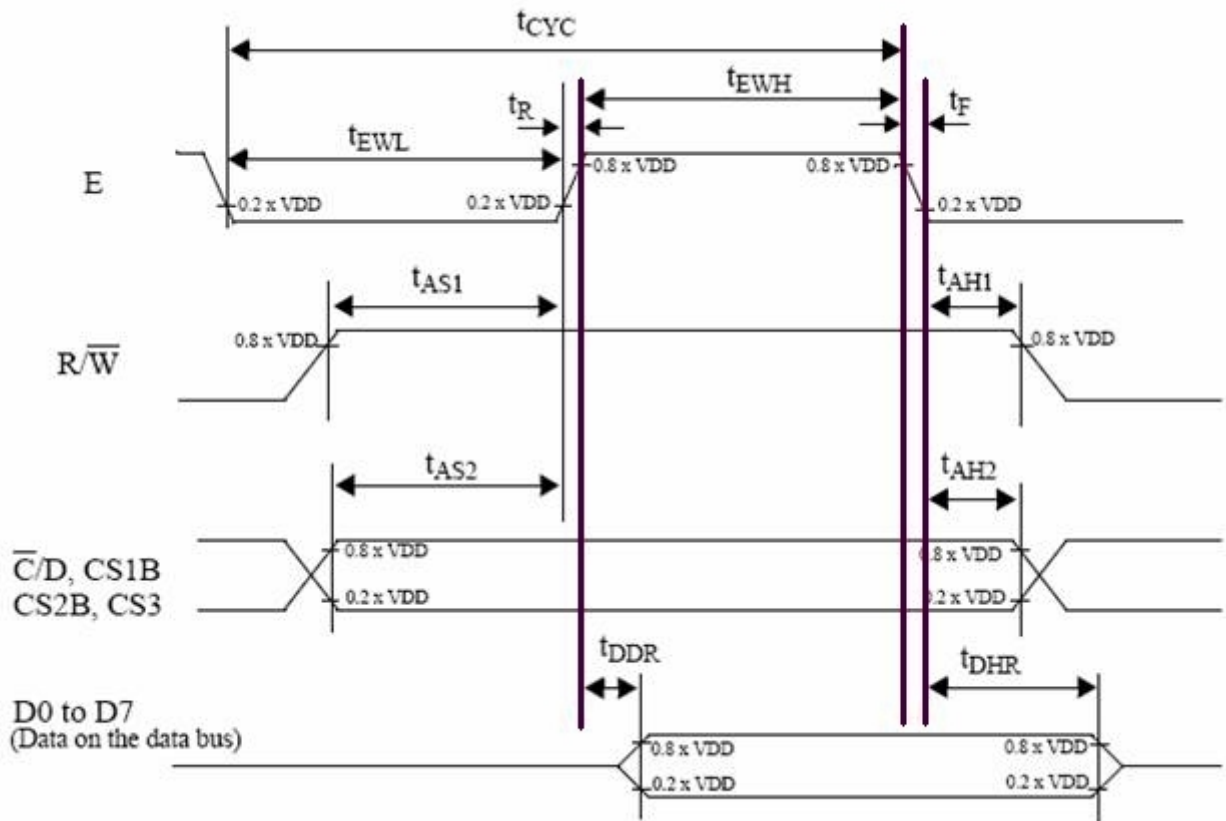 tCYC
tEWH
tR
tF
tEWL
E
0.8 x VDD
0.8 x VDD
0.2 x VDD
0.2 x VDD
0.2 x VDD
tAS1
tAH1
0.8 x VDD
0.8 x VDD
R/W̅
tAS2
tAH2
C̅/D, CS1B
CS2B, CS3
0.8 x VDD
0.8 x VDD
0.2 x VDD
0.2 x VDD
tDDR
tDHR
D0 to D7
(Data on the data bus)
0.8 x VDD
0.8 x VDD
0.2 x VDD
0.2 x VDD